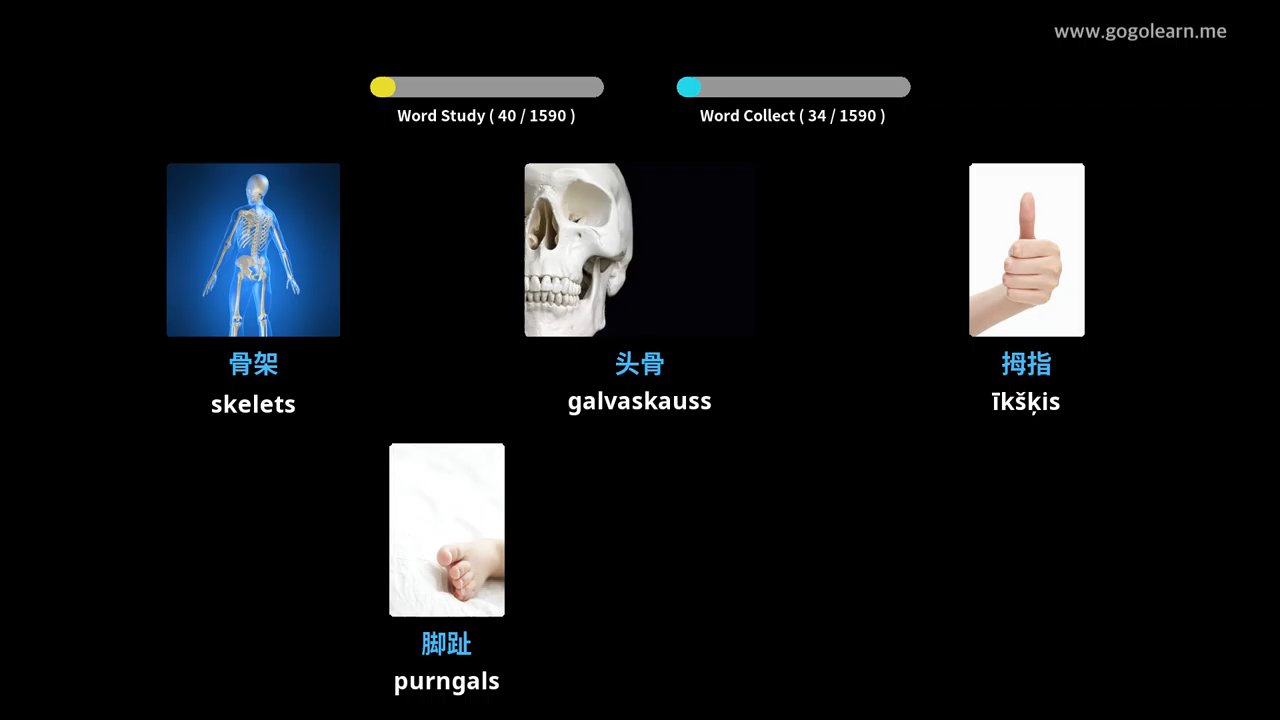 www.gogolearn.me
Word Study ( 40 / 1590 )
Word Collect ( 34 / 1590 )
骨架
头骨
拇指
skelets
galvaskauss
īkšķis
脚趾
purngals